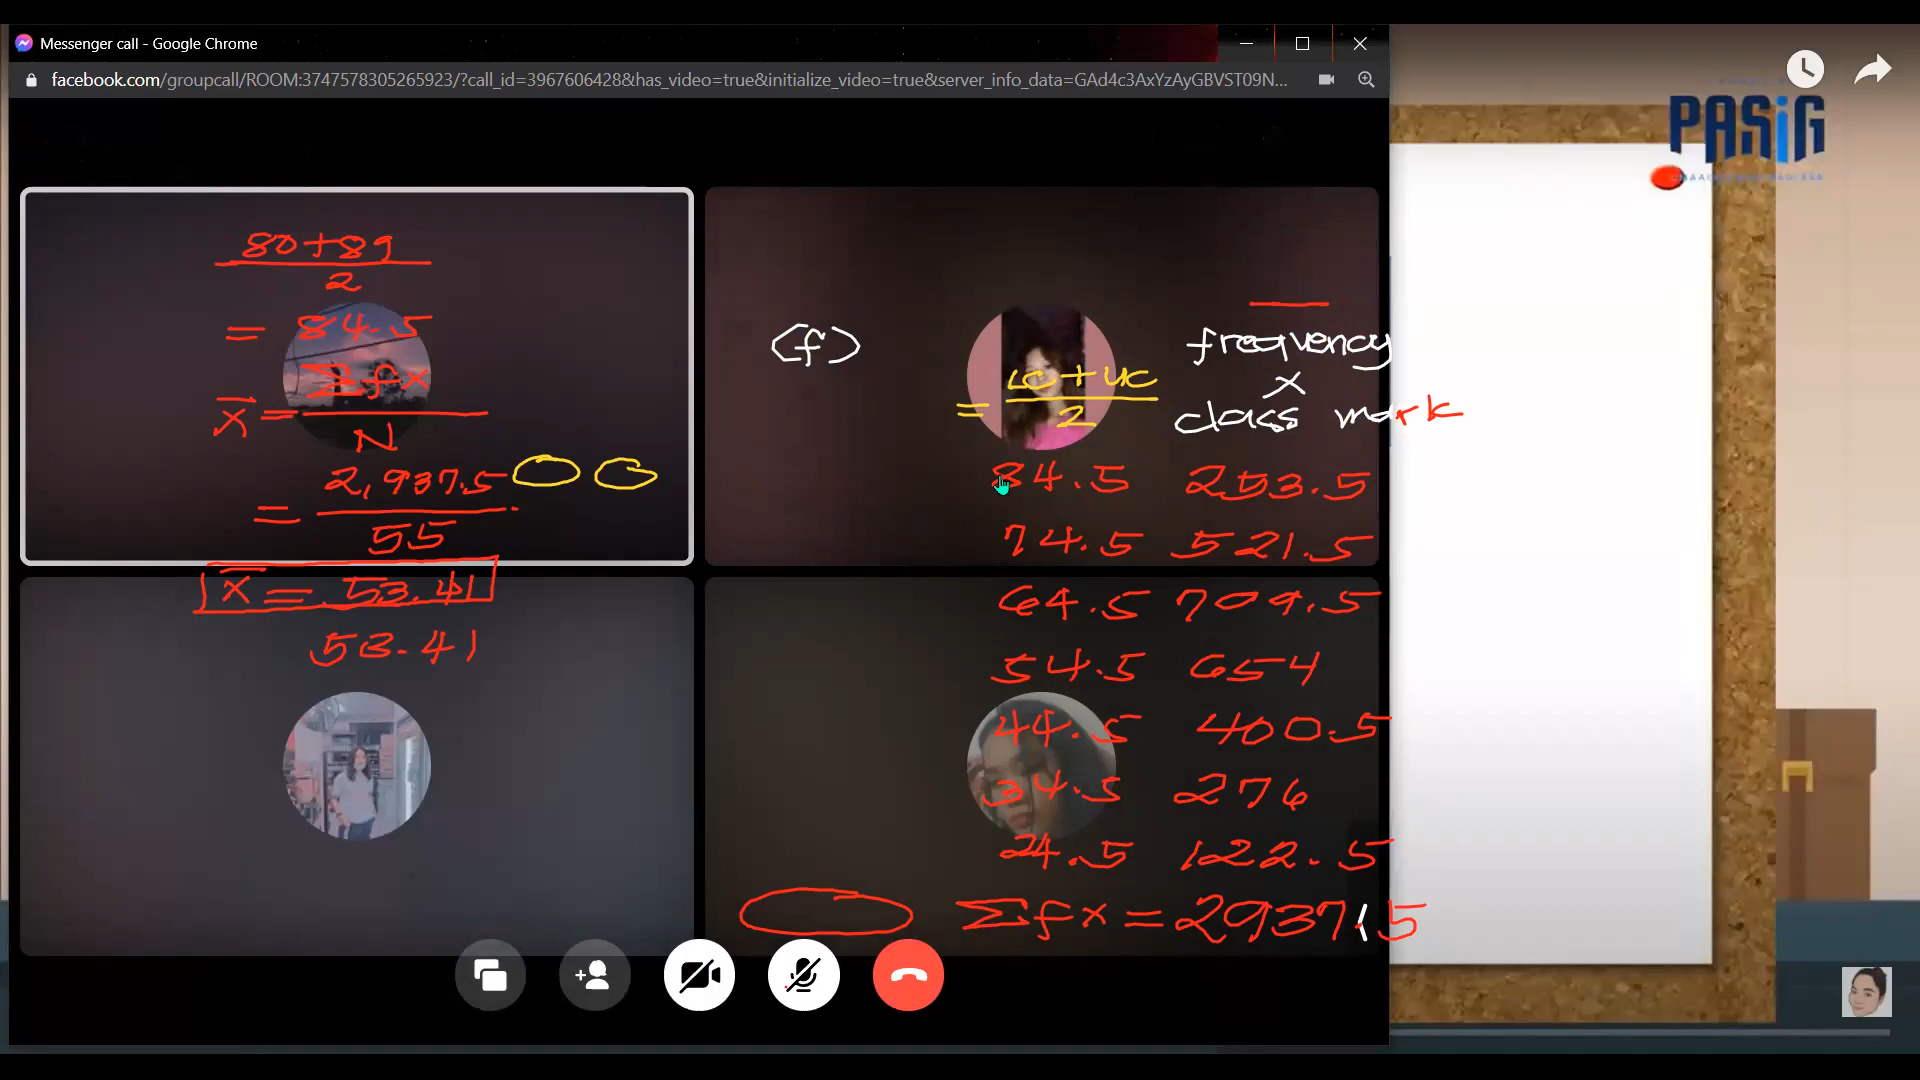 Messenger call - Google Chrome
facebook.com/groupcall/ROOM:3747578305265923/?call_id=3967606428&has_video=true&initialize_video=true&server_info_data=GAd4c3AxYzAyGBVST09N...
PASiG
80+89
2
= 84.5
x̄ = Σfx
N
= 2,937.5
55
x̄ = 53.41
53.41
(f)
= LC+UC
2
frequency
x
class mark
84.5 253.5
74.5 521.5
64.5 709.5
54.5 654
44.5 400.5
34.5 276
24.5 122.5
Σfx = 2937.5